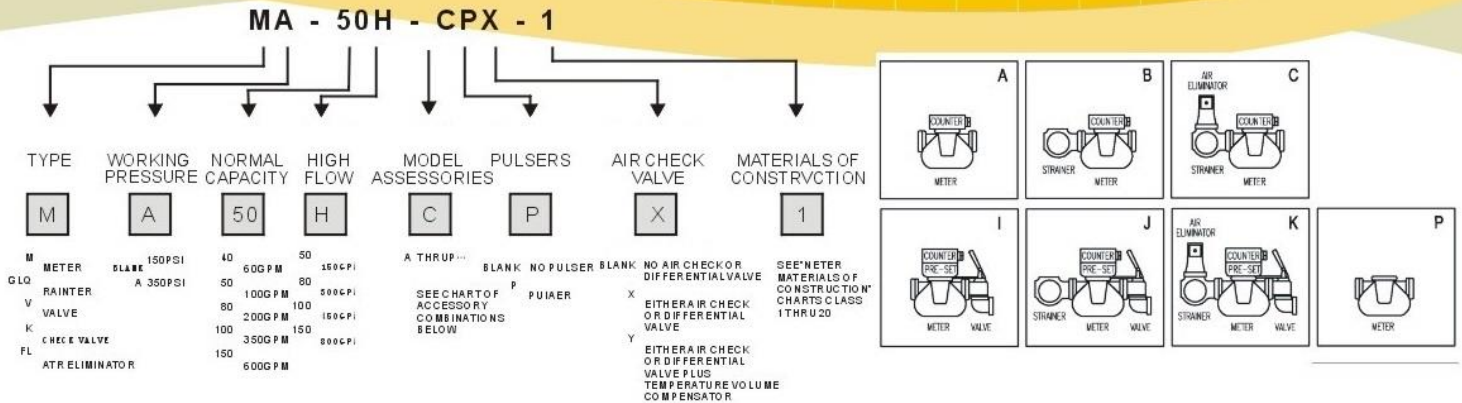 MA - 50H - CPX - 1
TYPE
M
M METER
GLQ RAINTER
V VALVE
K CHECK VALVE
FL ATR ELIMINATOR
WORKING
PRESSURE
A
BLANK 150PSI
A 350PSI
NORMAL
CAPACITY
50
40 60GPM
50 100GPM
80 200GPM
100 350GPM
150 600GPM
HIGH
FLOW
H
50
80
100
150
MODEL
ASSESSORIES
C
A THRUP...
SEE CHART OF
ACCESSORY
COMBINATIONS
BELOW
PULSERS
P
BLANK NO PULSER
P PUIAER
AIR CHECK
VALVE
X
BLANK NO AIR CHECK OR
DIFFERENTIAL VALVE
X
EITHER AIR CHECK
OR DIFFERENTIAL
VALVE
Y
EITHER AIR CHECK
OR DIFFERENTIAL
VALVE PLUS
TEMPERATURE VOLUME
COMPENSATOR
MATERIALS OF
CONSTRVCTION
1
SEE"NETER
MATERIALS OF
CONSTRUCTION"
CHARTS CLASS
1 THRU 20
A
COUNTER
METER
B
COUNTER
STRAINER METER
C
AIR
ELIMINATOR
COUNTER
STRAINER METER
I
COUNTER
PRE-SET
METER VALVE
J
COUNTER
PRE-SET
STRAINER METER VALVE
K
AIR
ELIMINATOR
COUNTER
PRE-SET
STRAINER METER VALVE
P
METER